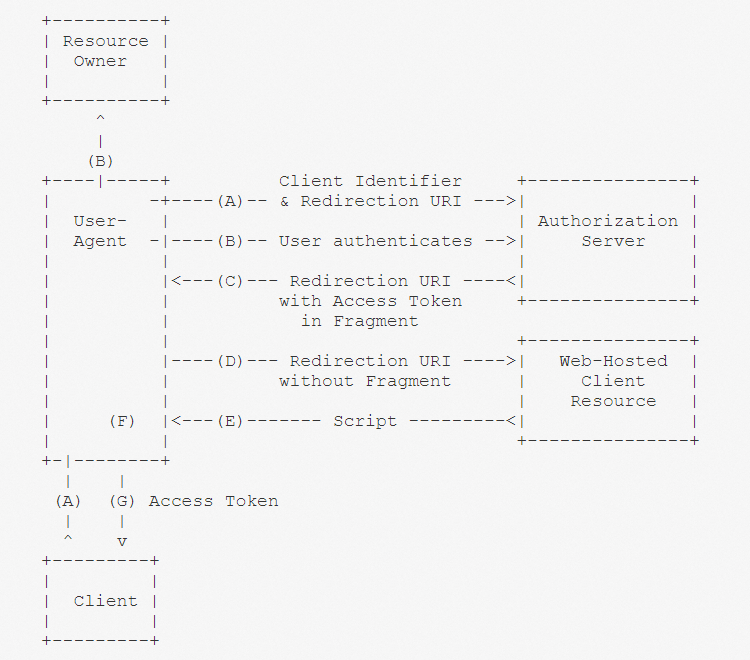 +----------+
| Resource |
|  Owner   |
|          |
+----------+
     ^
     |
    (B)
+----|-----+          Client Identifier     +---------------+
|         -+----(A)-- & Redirection URI --->|               |
|  User-   |                                | Authorization |
|  Agent  -|----(B)-- User authenticates -->|     Server    |
|          |                                |               |
|          |<---(C)--- Redirection URI ----<|               |
|          |          with Access Token     +---------------+
|          |            in Fragment
|          |                                +---------------+
|          |----(D)--- Redirection URI ---->|   Web-Hosted  |
|          |          without Fragment      |     Client    |
|          |                                |    Resource   |
|     (F)  |<---(E)------- Script ---------<|               |
|          |                                +---------------+
+-|--------+
  |    |
 (A)  (G) Access Token
  |    |
  ^    v
+---------+
|         |
|  Client |
|         |
+---------+